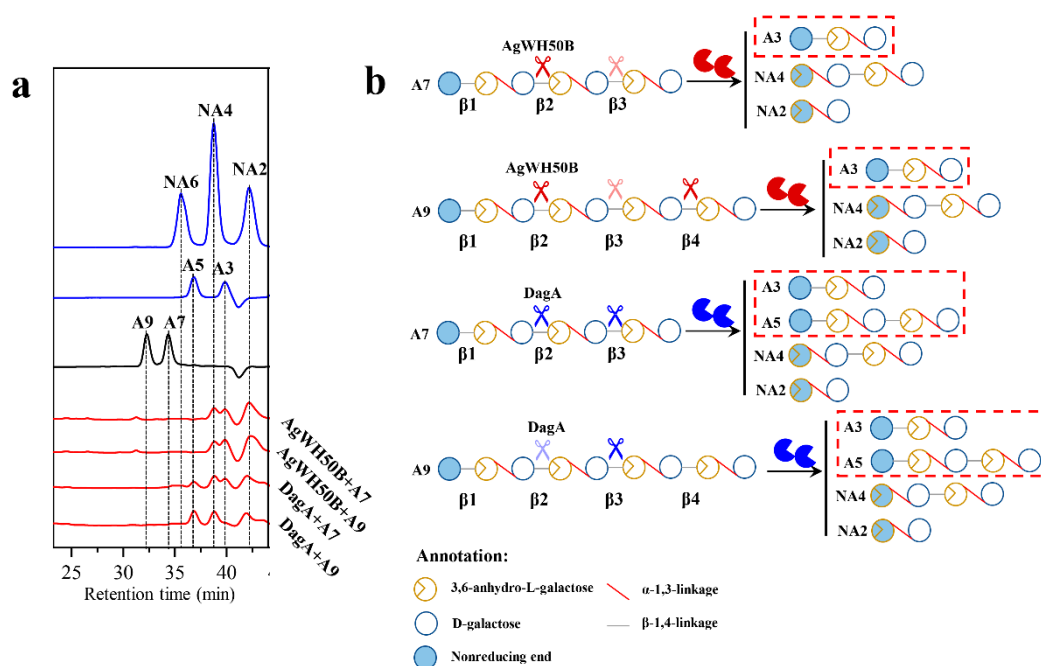 a
NA4
NA2
NA6
A5
A3
A9
A7
AgWH50B+A7
AgWH50B+A9
DagA+A7
DagA+A9
25
30
35
40
Retention time (min)
b
AgWH50B
A7
β1
β2
β3
A3
NA4
NA2
AgWH50B
A9
β1
β2
β3
β4
A3
NA4
NA2
DagA
A7
β1
β2
β3
A3
A5
NA4
NA2
DagA
A9
β1
β2
β3
β4
A3
A5
NA4
NA2
Annotation:
3,6-anhydro-L-galactose
α-1,3-linkage
D-galactose
β-1,4-linkage
Nonreducing end